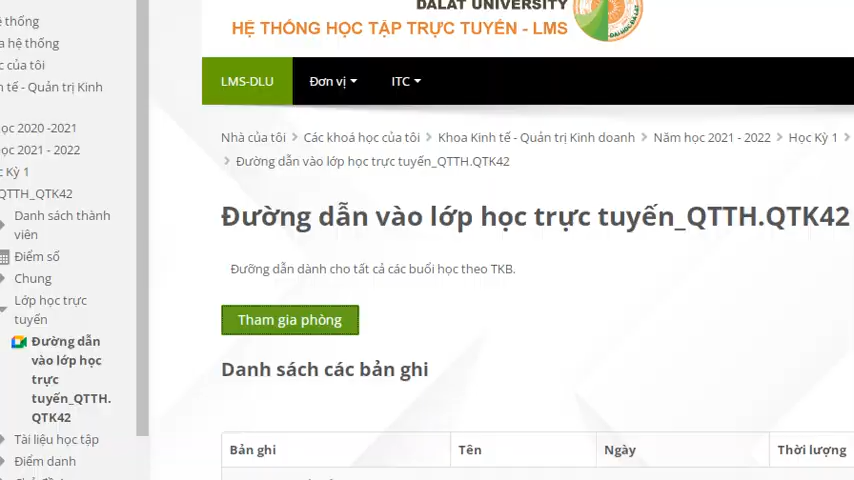 DALAT UNIVERSITY
HỆ THỐNG HỌC TẬP TRỰC TUYẾN - LMS
LMS-DLU
Đơn vị
ITC
thống
hệ thống
của tôi
tế - Quản trị Kinh
học 2020 -2021
học 2021 - 2022
Kỳ 1
QTTH_QTK42
Danh sách thành
viên
Điểm số
Chung
Lớp học trực
tuyến
Đường dẫn
vào lớp học
trực
tuyến_QTTH.
QTK42
Tài liệu học tập
Điểm danh
Nhà của tôi > Các khoá học của tôi > Khoa Kinh tế - Quản trị Kinh doanh > Năm học 2021 - 2022 > Học Kỳ 1 >
> Đường dẫn vào lớp học trực tuyến_QTTH.QTK42
Đường dẫn vào lớp học trực tuyến_QTTH.QTK42
Đưỡng dẫn dành cho tất cả các buổi học theo TKB.
Tham gia phòng
Danh sách các bản ghi
Bản ghi
Tên
Ngày
Thời lượng